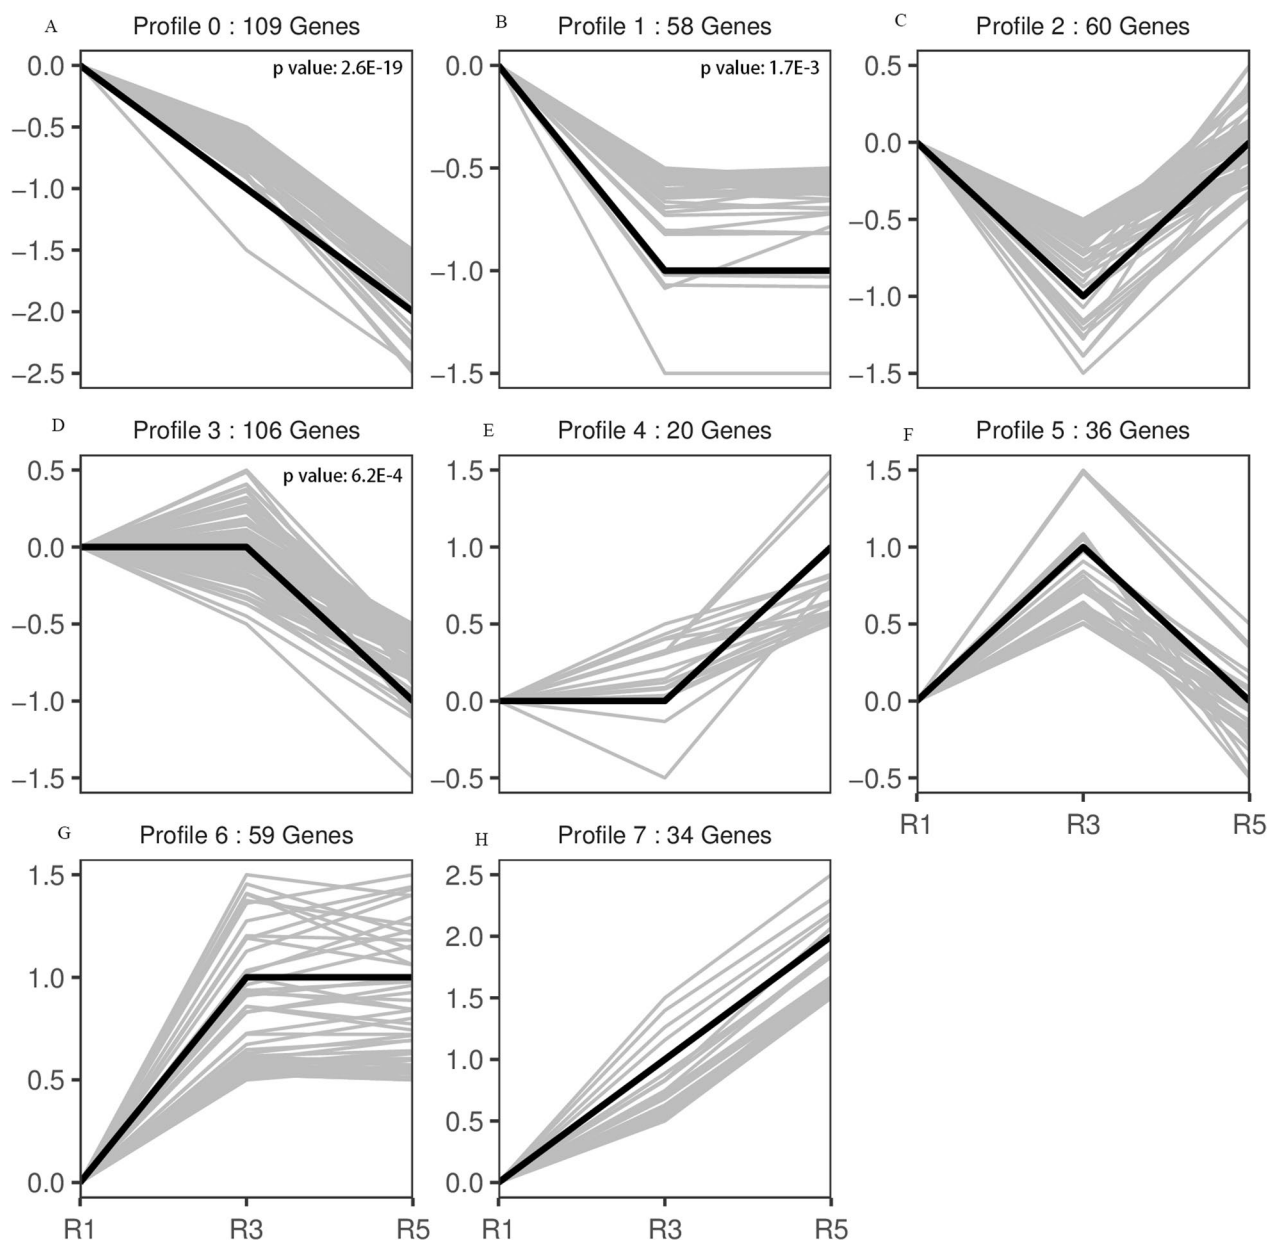 A Profile 0 : 109 Genes
p value: 2.6E-19
0.0
−0.5
−1.0
−1.5
−2.0
−2.5
B Profile 1 : 58 Genes
p value: 1.7E-3
0.0
−0.5
−1.0
−1.5
C Profile 2 : 60 Genes
0.5
0.0
−0.5
−1.0
−1.5
D Profile 3 : 106 Genes
p value: 6.2E-4
0.5
0.0
−0.5
−1.0
−1.5
E Profile 4 : 20 Genes
1.5
1.0
0.5
0.0
−0.5
F Profile 5 : 36 Genes
1.5
1.0
0.5
0.0
−0.5
R1 R3 R5
G Profile 6 : 59 Genes
1.5
1.0
0.5
0.0
R1 R3 R5
H Profile 7 : 34 Genes
2.5
2.0
1.5
1.0
0.5
0.0
R1 R3 R5